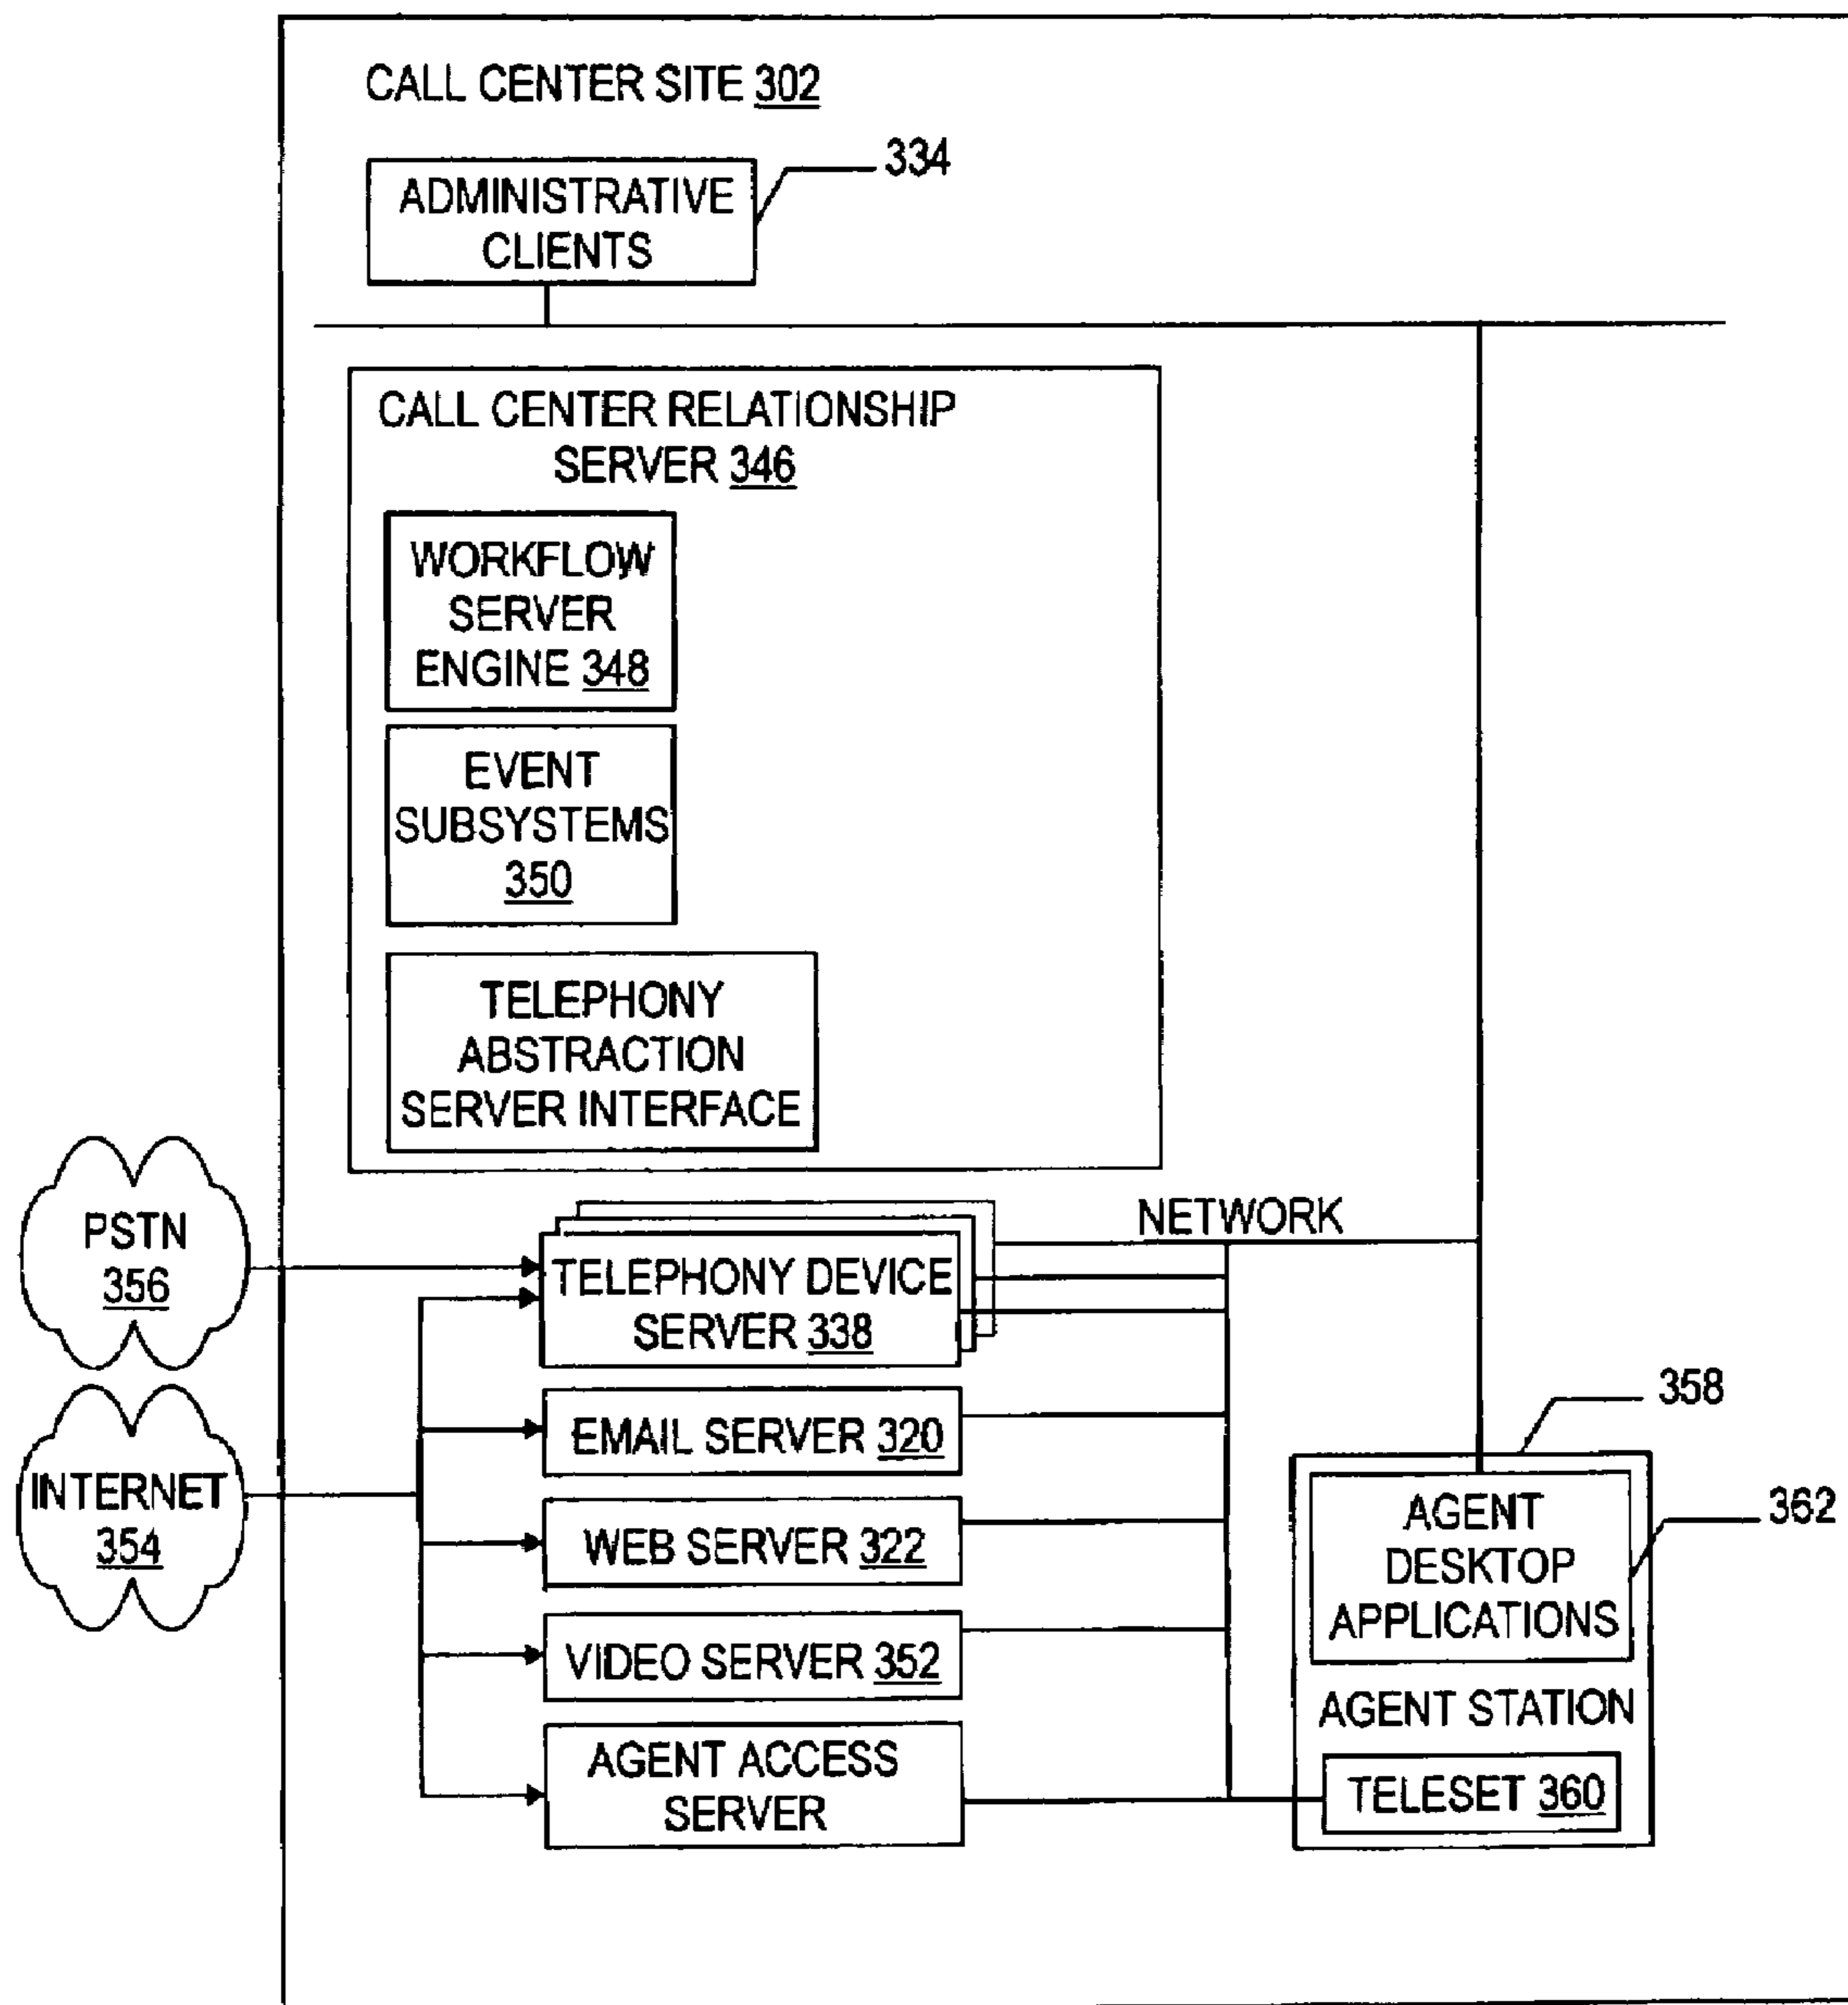 CALL CENTER SITE 302
334
ADMINISTRATIVE
CLIENTS
CALL CENTER RELATIONSHIP
SERVER 346
WORKFLOW
SERVER
ENGINE 348
EVENT
SUBSYSTEMS
350
TELEPHONY
ABSTRACTION
SERVER INTERFACE
PSTN
356
NETWORK
TELEPHONY DEVICE
SERVER 338
INTERNET
354
EMAIL SERVER 320
WEB SERVER 322
VIDEO SERVER 352
AGENT ACCESS
SERVER
358
362
AGENT
DESKTOP
APPLICATIONS
AGENT STATION
TELESET 360